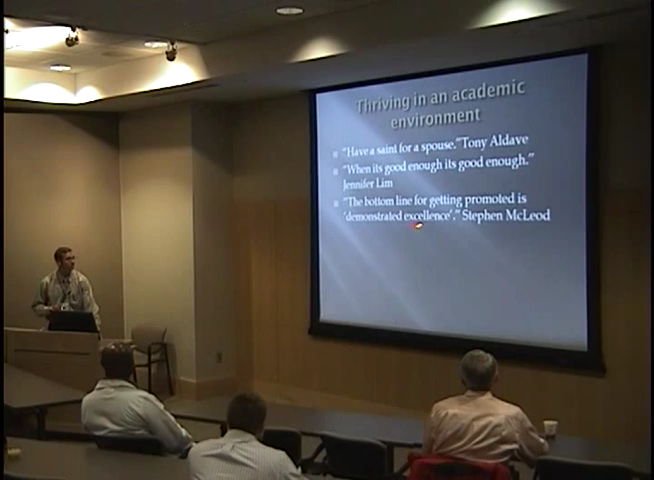 Thriving in an academic
environment
"Have a saint for a spouse."Tony Aldave
"When its good enough its good enough."
Jennifer Lim
"The bottom line for getting promoted is
'demonstrated excellence'." Stephen McLeod